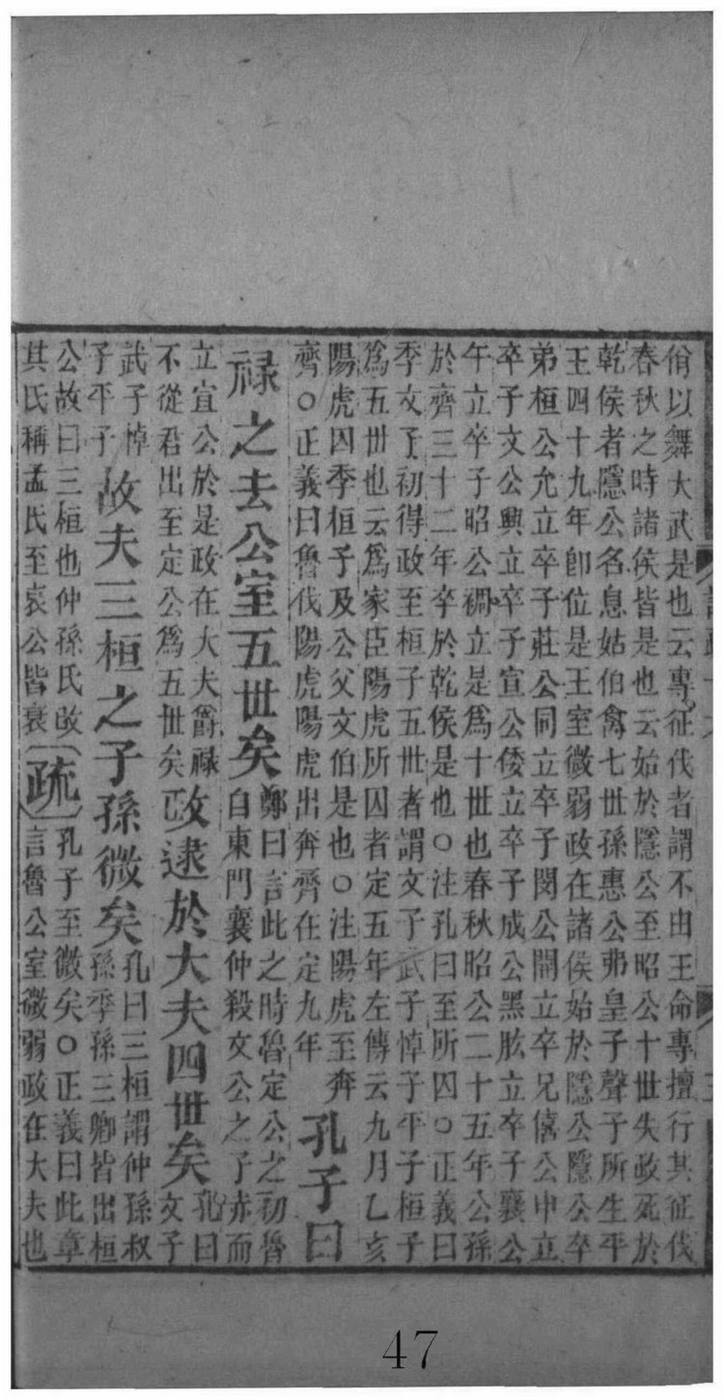 佾以舞大武是也云專征伐者謂不由王命專擅行其征伐
春秋之時諸侯皆是也云始於隱公至昭公十世失政死於
乾侯者隱公名息姑伯禽七世孫惠公弗皇子聲子所生平
王四十九年卽位是王室微弱政在諸侯始於隱公隱公卒
弟桓公允立卒子莊公同立卒子閔公開立卒兄僖公申立
卒子文公興立卒子宣公倭立卒子成公黑肱立卒子襄公
午立卒子昭公裯立是爲十世也春秋昭公二十五年公孫
於齊三十二年卒於乾侯是也○注孔曰至所囚○正義曰
季文子初得政至桓子五世者謂文子武子悼子平子桓子
爲五世也云爲家臣陽虎所囚者定五年左傳云九月乙亥
陽虎囚季桓子及公父文伯是也○注陽虎至奔
齊○正義曰魯伐陽虎陽虎出奔齊在定九年
孔子曰
祿之去公室五世矣
鄭曰言此之時魯定公之初魯
自東門襄仲殺文公之子赤而
立宣公於是政在大夫爵祿
不從君出至定公爲五世矣
政逮於大夫四世矣
孔曰
文子
武子悼
子平子
故夫三桓之子孫微矣
孔曰三桓謂仲孫叔
孫季孫三卿皆出桓
公故曰三桓也仲孫氏改
其氏稱孟氏至哀公皆衰
疏
孔子至微矣○正義曰此章
言魯公室微弱政在大夫也
47